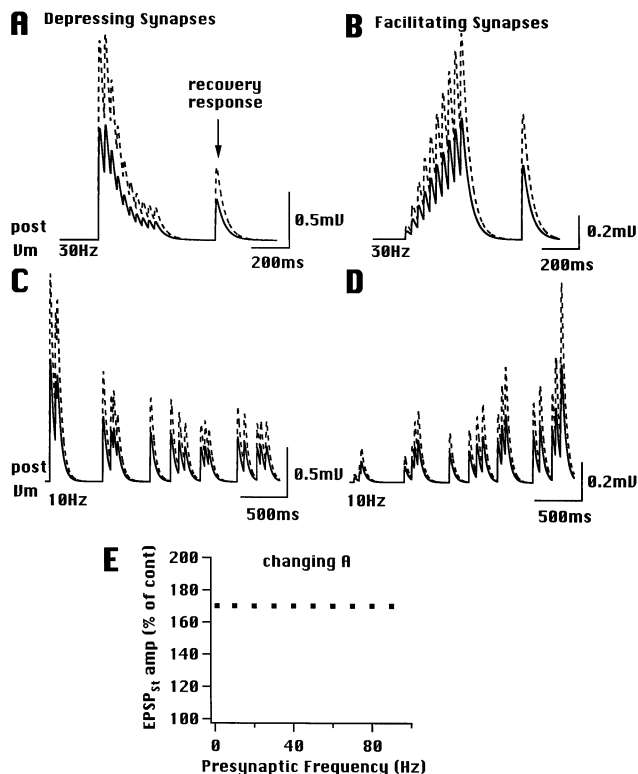 A Depressing Synapses
recovery
response
post
Vm
30Hz
0.5mV
200ms
B Facilitating Synapses
30Hz
0.2mV
200ms
C
post
Vm
10Hz
0.5mV
500ms
D
10Hz
0.2mV
500ms
E
changing A
EPSPst amp (% of cont)
200
180
160
140
120
100
0
40
80
Presynaptic Frequency (Hz)